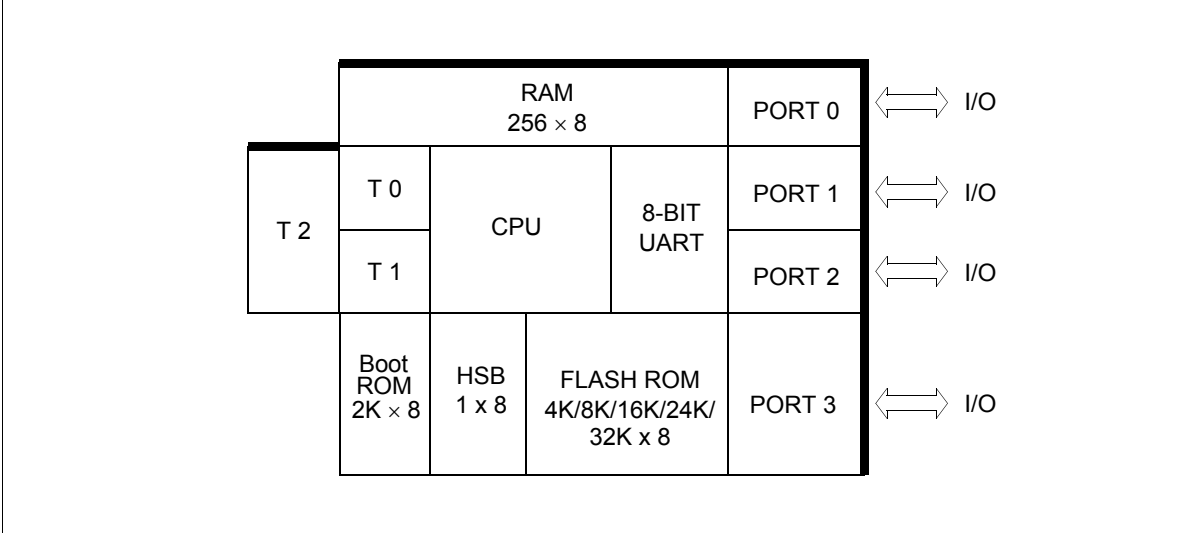 RAM
256 × 8
PORT 0
I/O
T 2
T 0
T 1
CPU
8-BIT
UART
PORT 1
I/O
PORT 2
I/O
Boot
ROM
2K × 8
HSB
1 x 8
FLASH ROM
4K/8K/16K/24K/
32K x 8
PORT 3
I/O